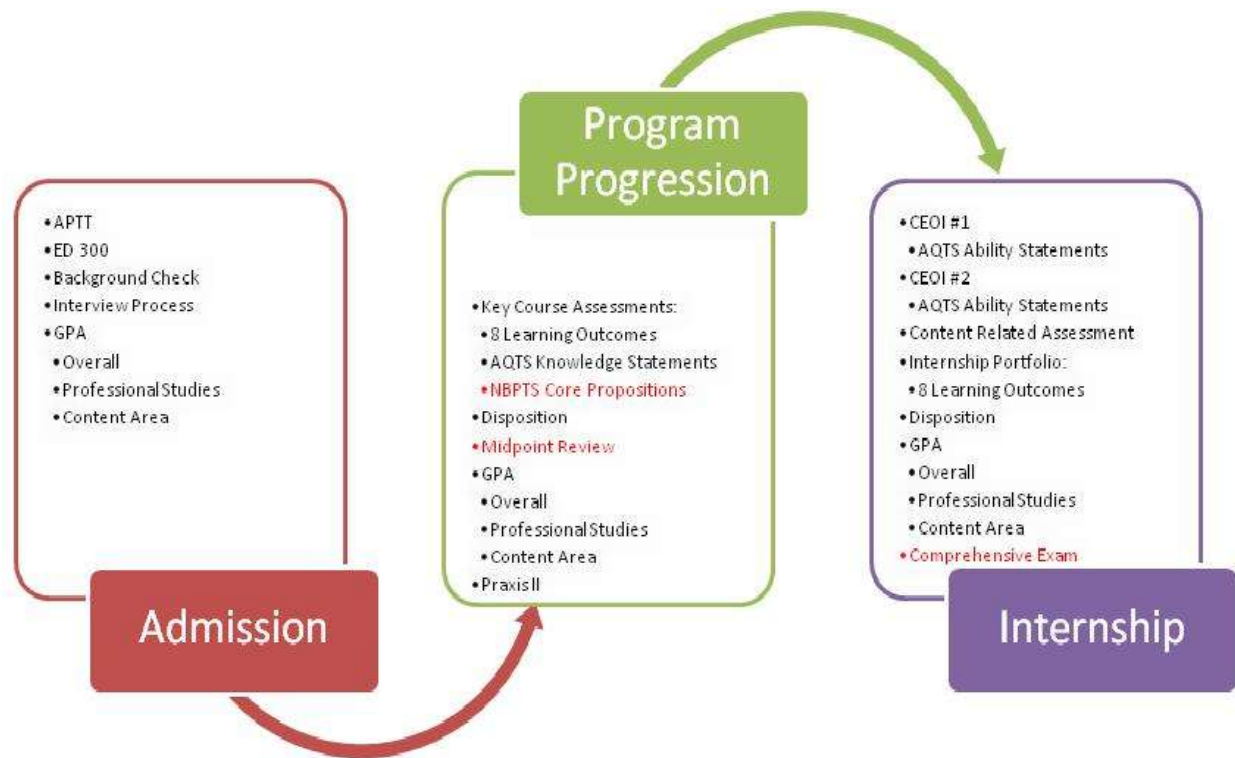 • APTT
• ED 300
• Background Check
• Interview Process
• GPA
• Overall
• Professional Studies
• Content Area
Admission
Program
Progression
• Key Course Assessments:
• 8 Learning Outcomes
• AQTS Knowledge Statements
• NBPTS Core Propositions
• Disposition
• Midpoint Review
• GPA
• Overall
• Professional Studies
• Content Area
• Praxis II
• CEOI #1
• AQTS Ability Statements
• CEOI #2
• AQTS Ability Statements
• Content Related Assessment
• Internship Portfolio:
• 8 Learning Outcomes
• Disposition
• GPA
• Overall
• Professional Studies
• Content Area
• Comprehensive Exam
Internship